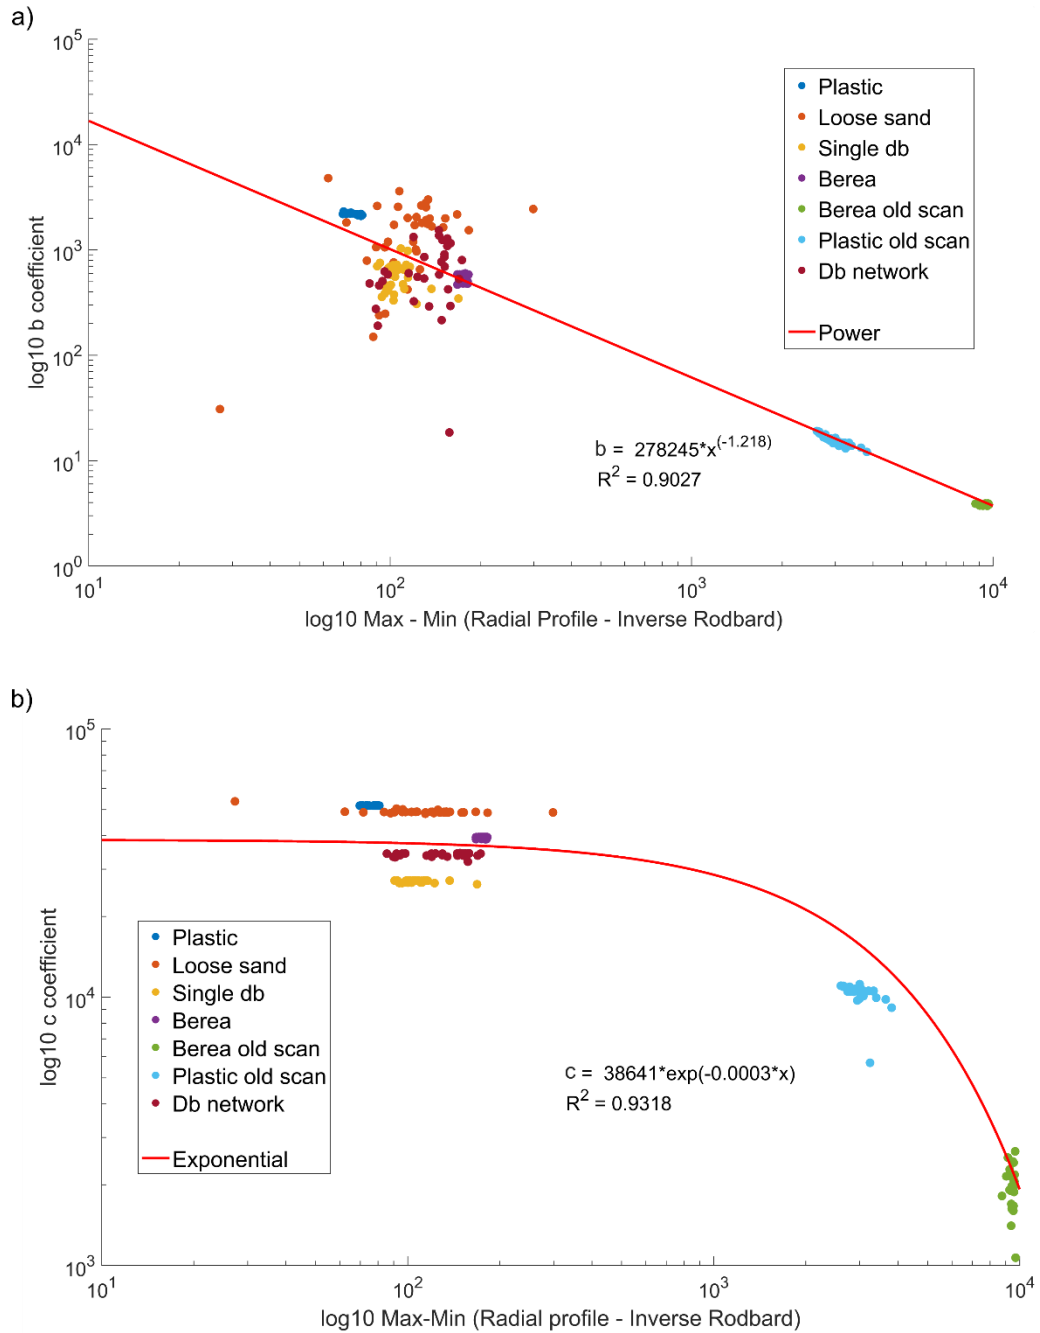 a)
10^5
10^4
10^3
10^2
10^1
10^0
log10 b coefficient
Plastic
Loose sand
Single db
Berea
Berea old scan
Plastic old scan
Db network
Power
b = 278245*x^(-1.218)
R^2 = 0.9027
10^1 10^2 10^3 10^4
log10 Max - Min (Radial Profile - Inverse Rodbard)
b)
10^5
10^4
10^3
log10 c coefficient
Plastic
Loose sand
Single db
Berea
Berea old scan
Plastic old scan
Db network
Exponential
c = 38641*exp(-0.0003*x)
R^2 = 0.9318
10^1 10^2 10^3 10^4
log10 Max-Min (Radial profile - Inverse Rodbard)